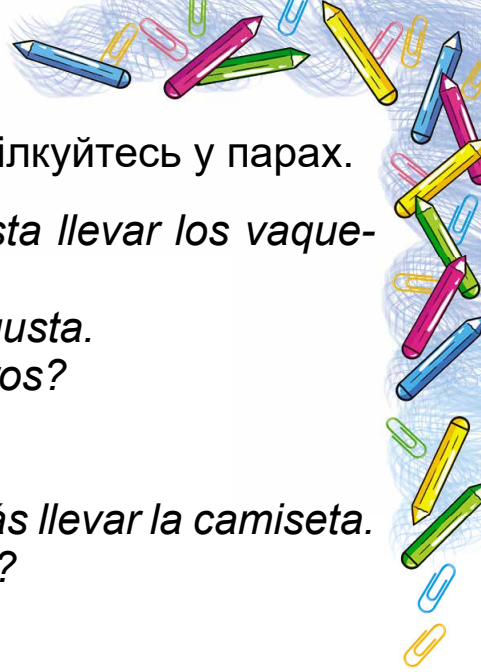 ілкуйтесь у парах.
sta llevar los vaque-
usta.
os?
ás llevar la camiseta.
?